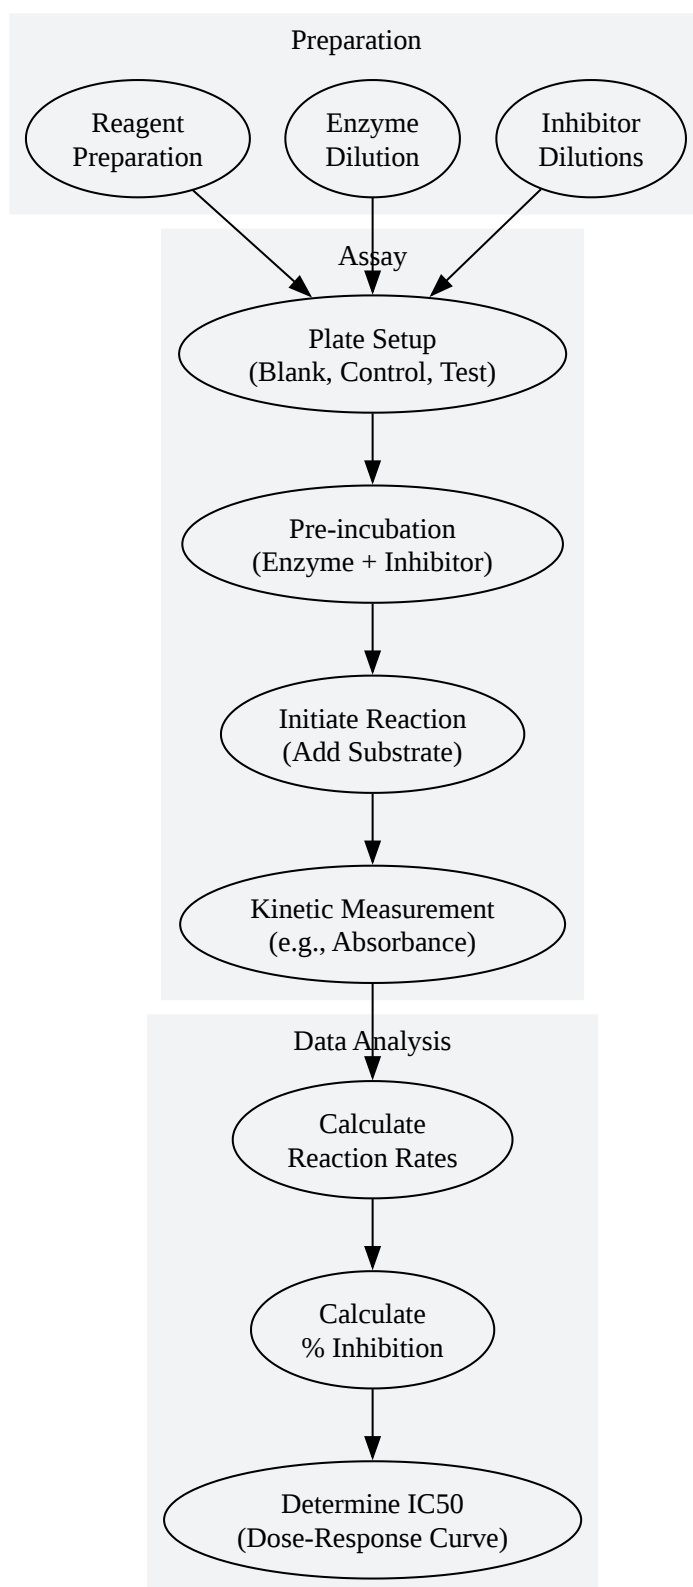 Preparation
Reagent
Preparation
Enzyme
Dilution
Inhibitor
Dilutions
Assay
Plate Setup
(Blank, Control, Test)
Pre-incubation
(Enzyme + Inhibitor)
Initiate Reaction
(Add Substrate)
Kinetic Measurement
(e.g., Absorbance)
Data Analysis
Calculate
Reaction Rates
Calculate
% Inhibition
Determine IC50
(Dose-Response Curve)